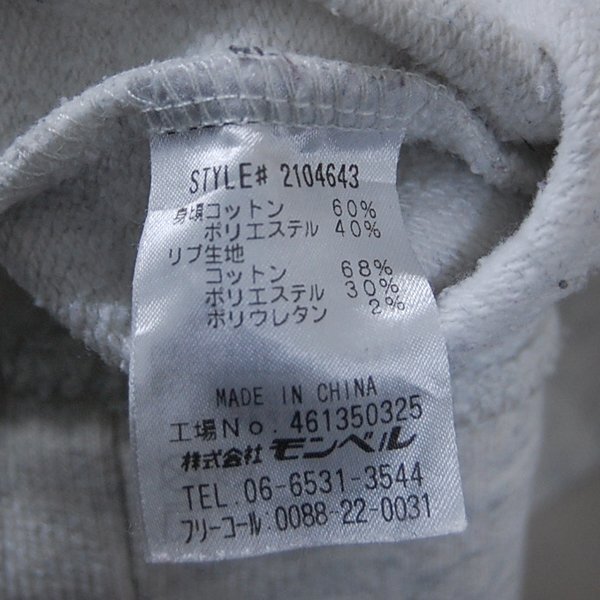 STYLE# 2104643
身頃コットン 60%
ポリエステル 40%
リブ生地
コットン 68%
ポリエステル 30%
ポリウレタン 2%
MADE IN CHINA
工場No. 461350325
株式会社 モンベル
TEL. 06-6531-3544
フリーコール. 0088-22-0031